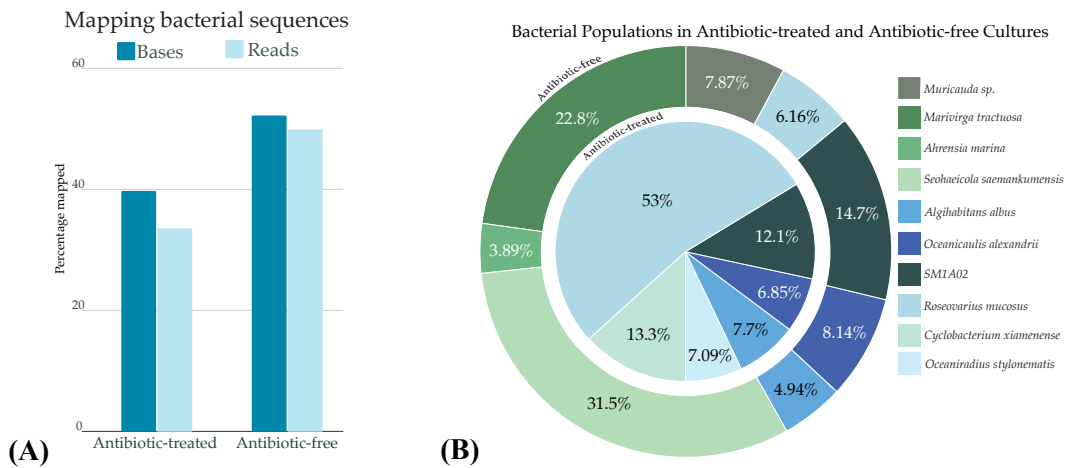 Mapping bacterial sequences
Bases
Reads
Percentage mapped
60
40
20
0
Antibiotic-treated
Antibiotic-free
(A)
Bacterial Populations in Antibiotic-treated and Antibiotic-free Cultures
Antibiotic-free
Antibiotic-treated
7.87%
6.16%
14.7%
8.14%
4.94%
31.5%
3.89%
22.8%
53%
12.1%
6.85%
7.7%
7.09%
13.3%
Muricauda sp.
Marivirga tractuosa
Ahrensia marina
Seohaeicola saemankumensis
Algihabitans albus
Oceanicaulis alexandrii
SM1A02
Roseovarius mucosus
Cyclobacterium xiamenense
Oceaniradius stylonematis
(B)